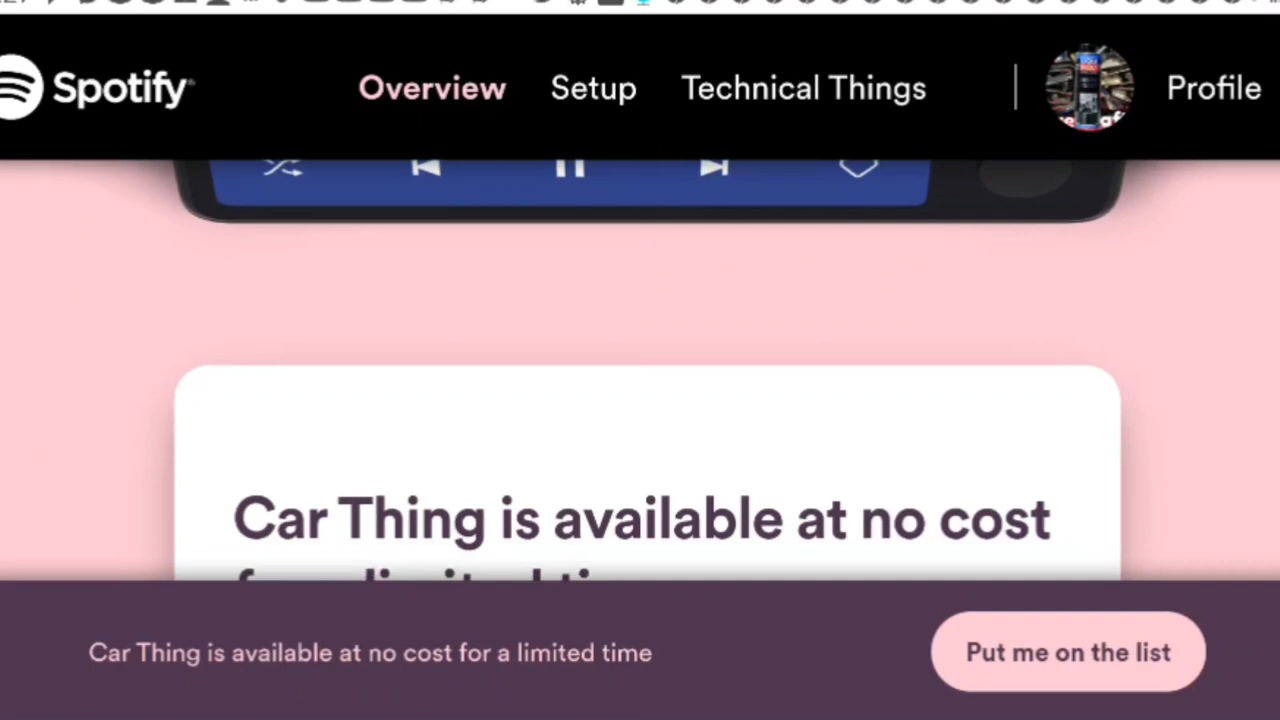 Spotify
Overview
Setup
Technical Things
Profile
Car Thing is available at no cost
Car Thing is available at no cost for a limited time
Put me on the list